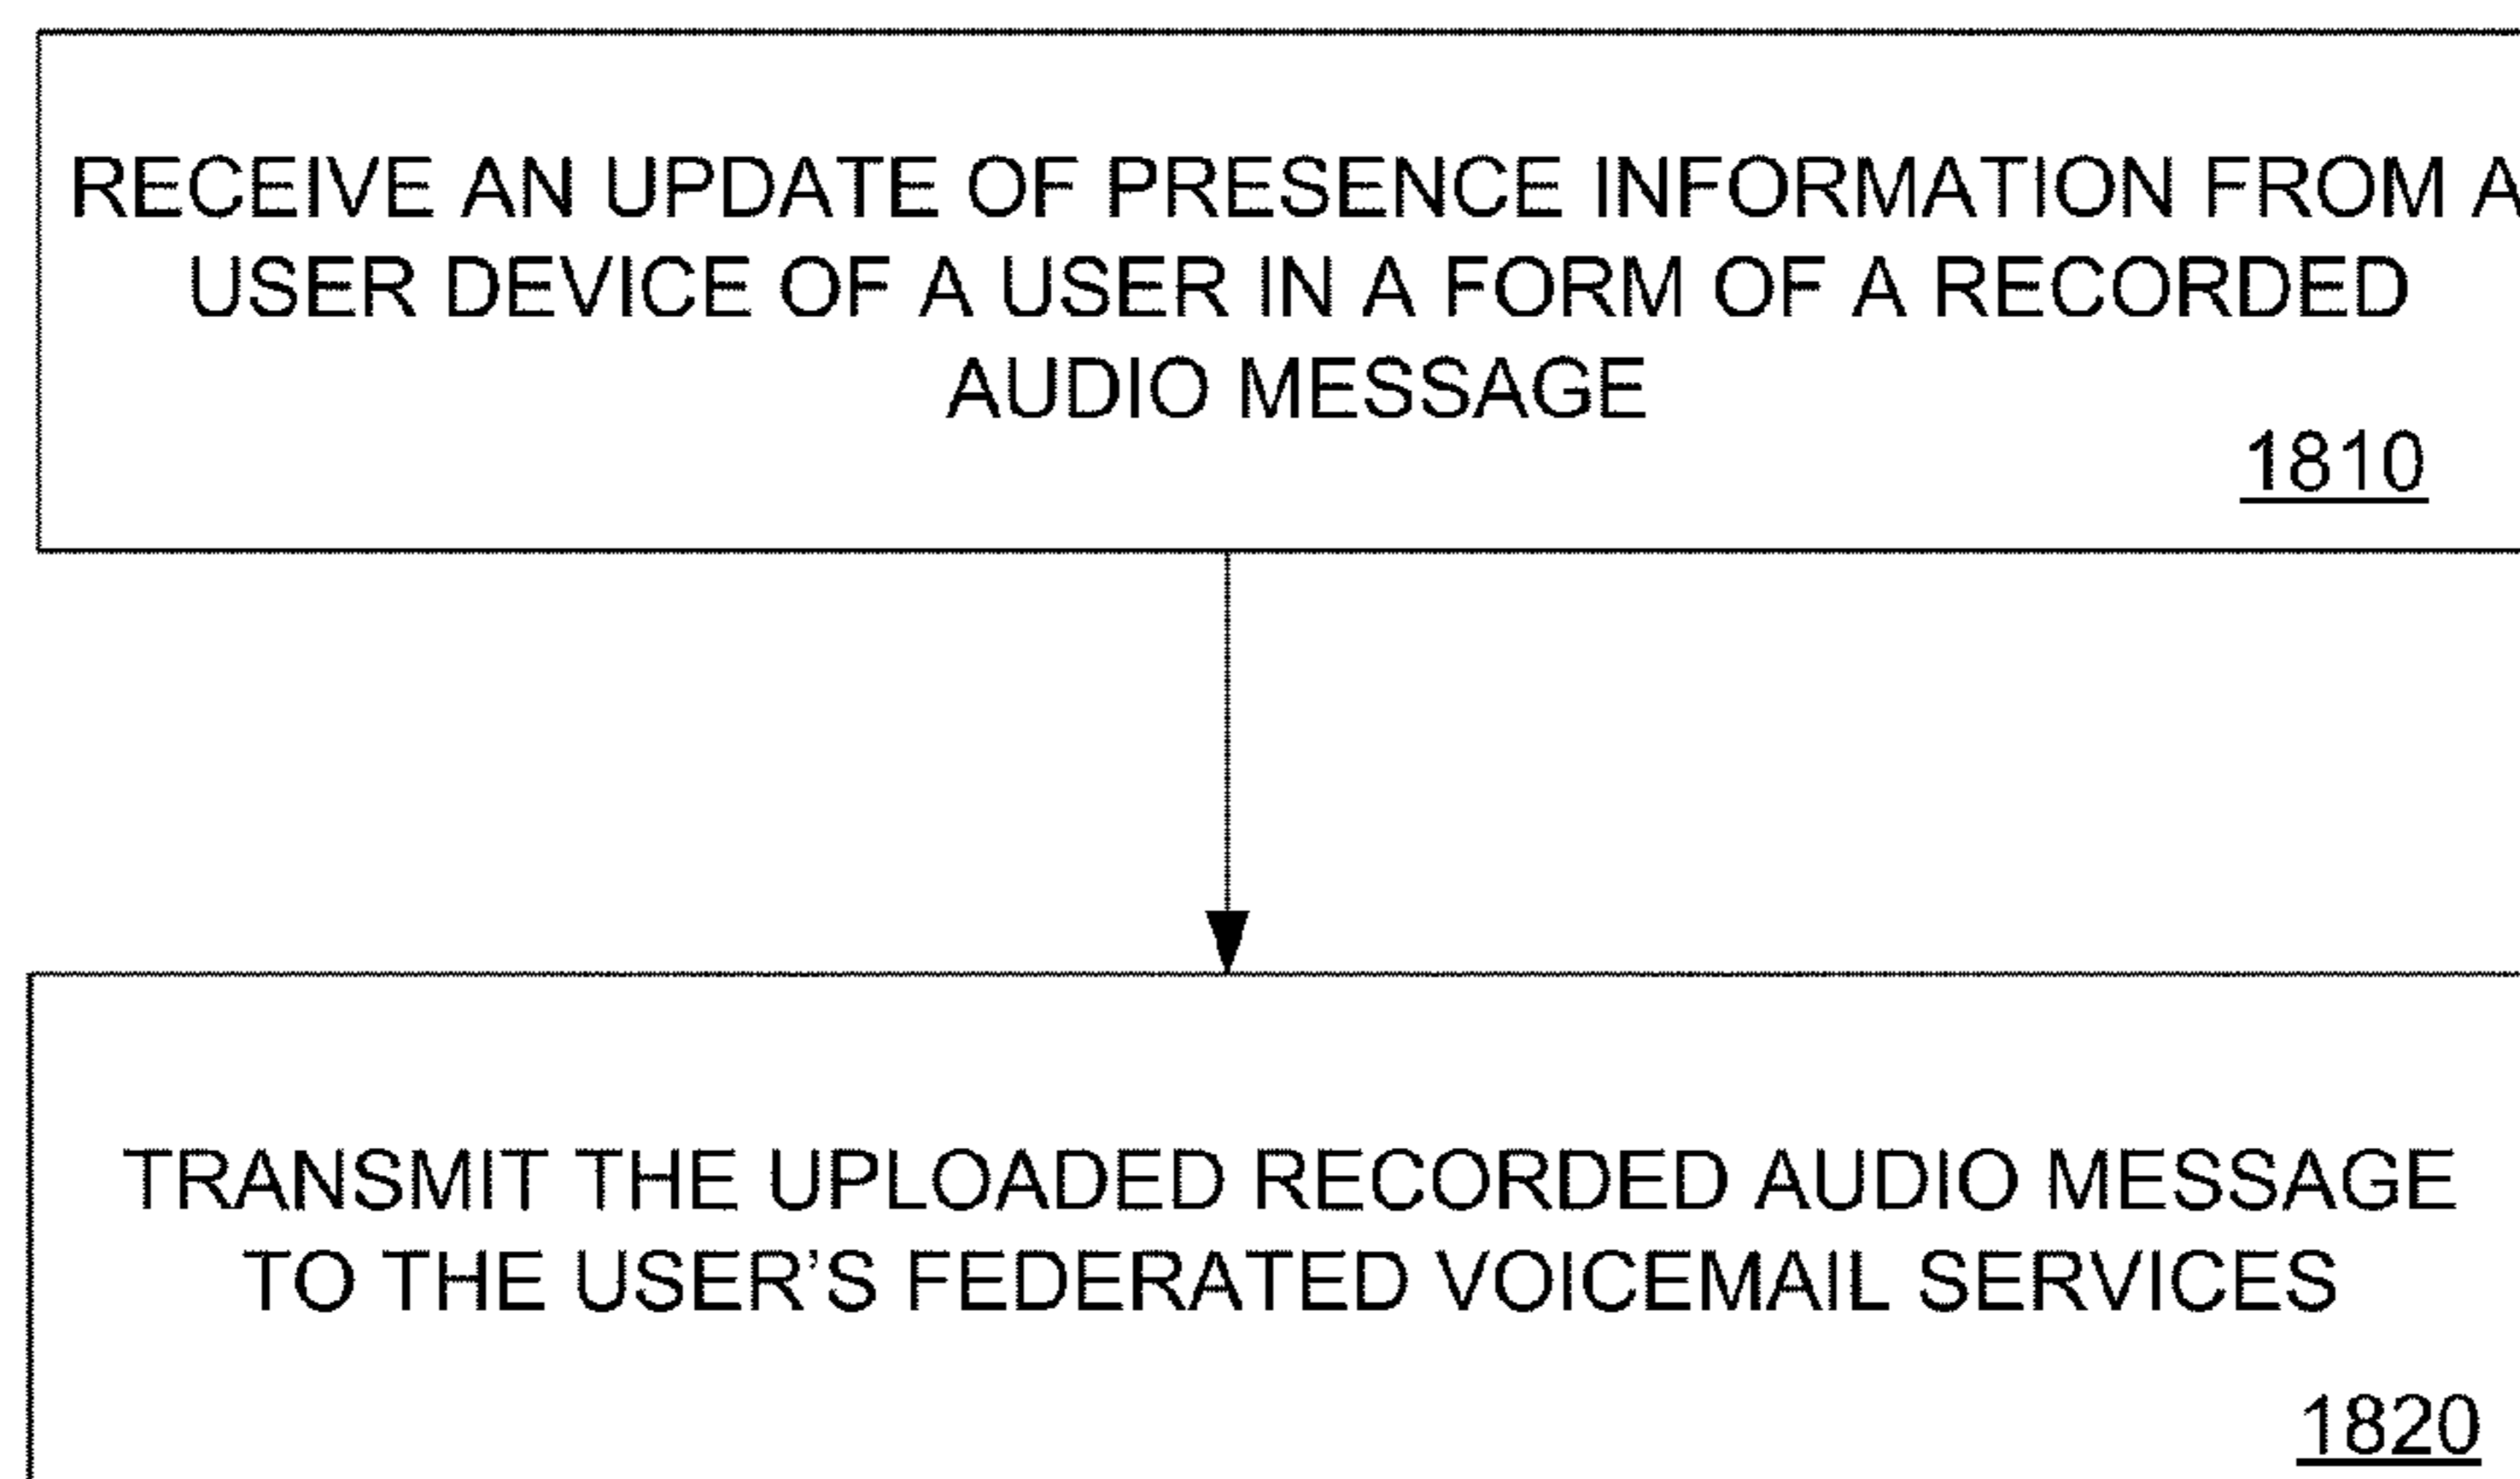 RECEIVE AN UPDATE OF PRESENCE INFORMATION FROM A
USER DEVICE OF A USER IN A FORM OF A RECORDED
AUDIO MESSAGE
1810
TRANSMIT THE UPLOADED RECORDED AUDIO MESSAGE
TO THE USER’S FEDERATED VOICEMAIL SERVICES
1820